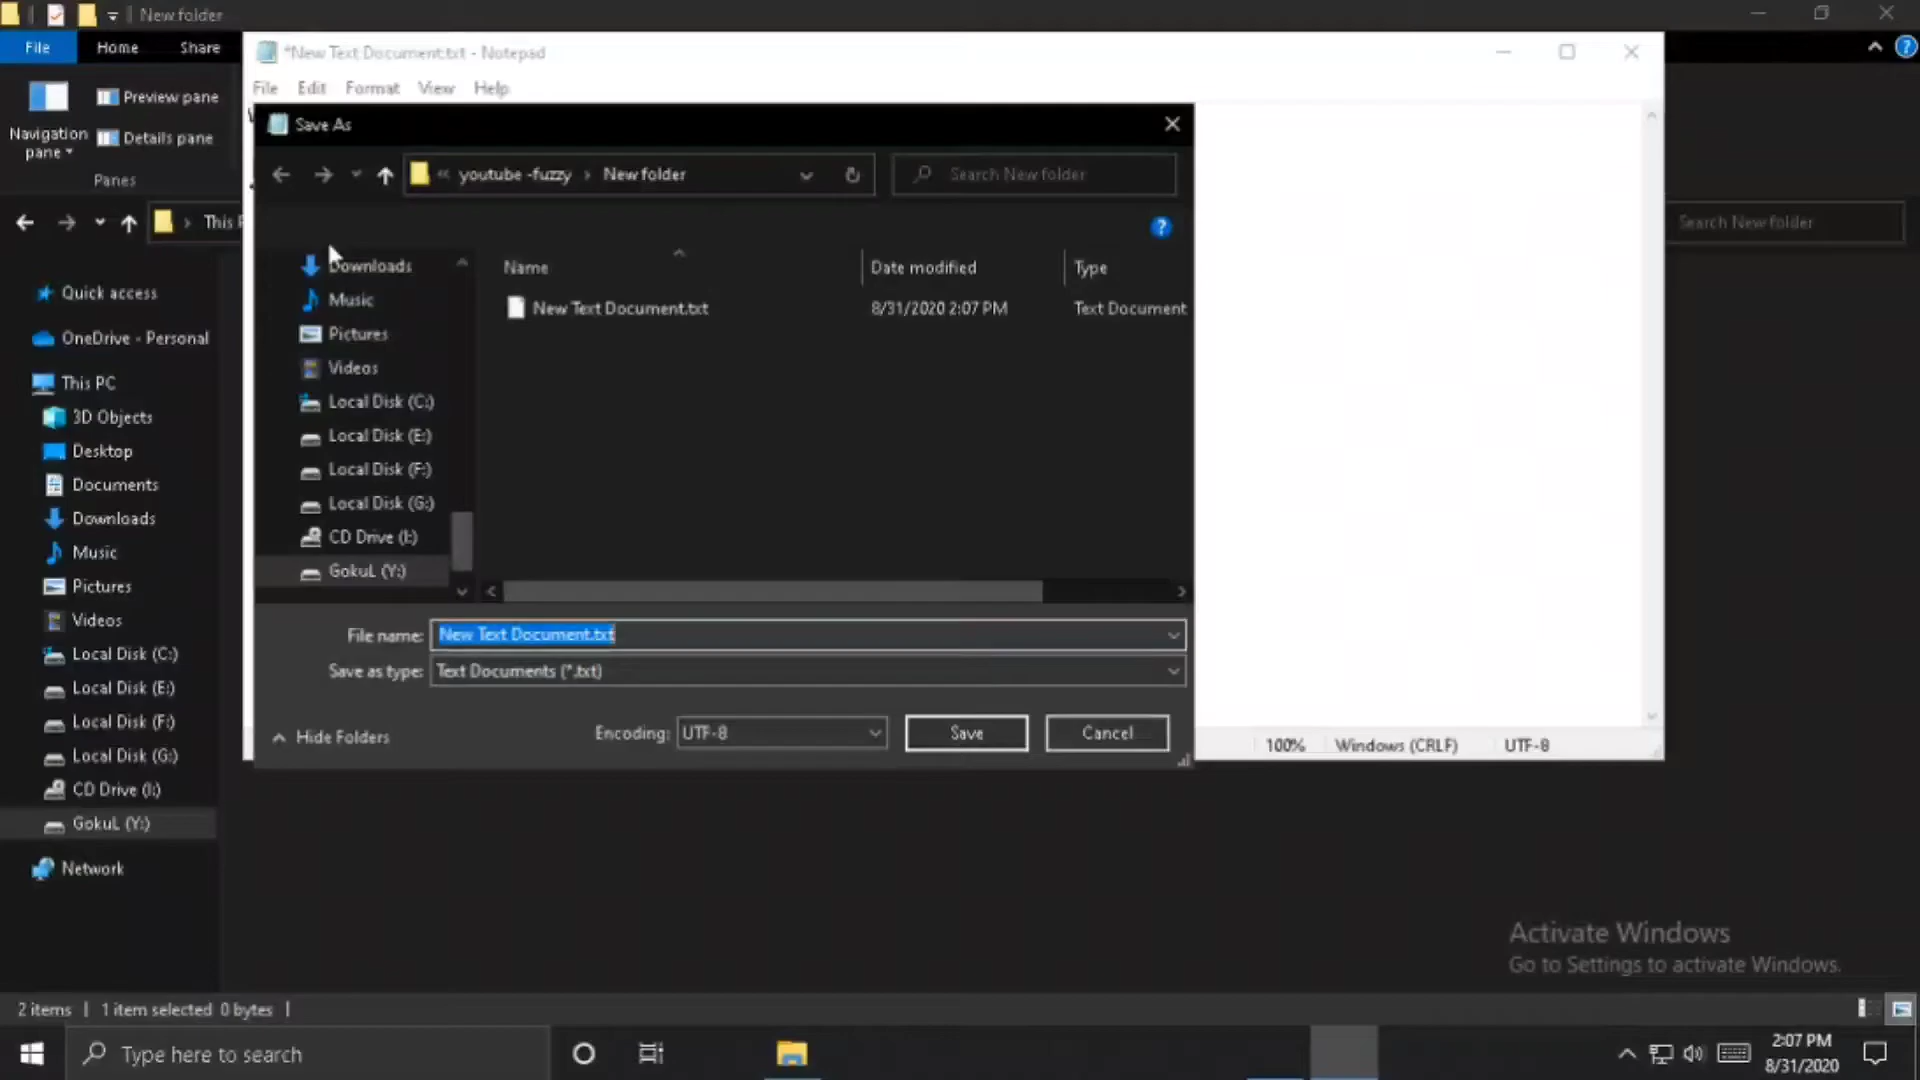 New folder
File Home Share
*New Text Document.txt - Notepad
File Edit Format View Help
Preview pane
Navigation pane
Details pane
Panes
Save As
« youtube -fuzzy › New folder
Search New folder
This
Search New folder
Downloads
Music
Pictures
Videos
Local Disk (C:)
Local Disk (E:)
Local Disk (F:)
Local Disk (G:)
CD Drive (I:)
GokuL (Y:)
Name Date modified Type
New Text Document.txt 8/31/2020 2:07 PM Text Document
File name: New Text Document.txt
Save as type: Text Documents (*.txt)
Hide Folders
Encoding: UTF-8
Save
Cancel
100% Windows (CRLF) UTF-8
Quick access
OneDrive - Personal
This PC
3D Objects
Desktop
Documents
Downloads
Music
Pictures
Videos
Local Disk (C:)
Local Disk (E:)
Local Disk (F:)
Local Disk (G:)
CD Drive (I:)
GokuL (Y:)
Network
Activate Windows
Go to Settings to activate Windows.
2 items | 1 item selected 0 bytes |
Type here to search
2:07 PM
8/31/2020